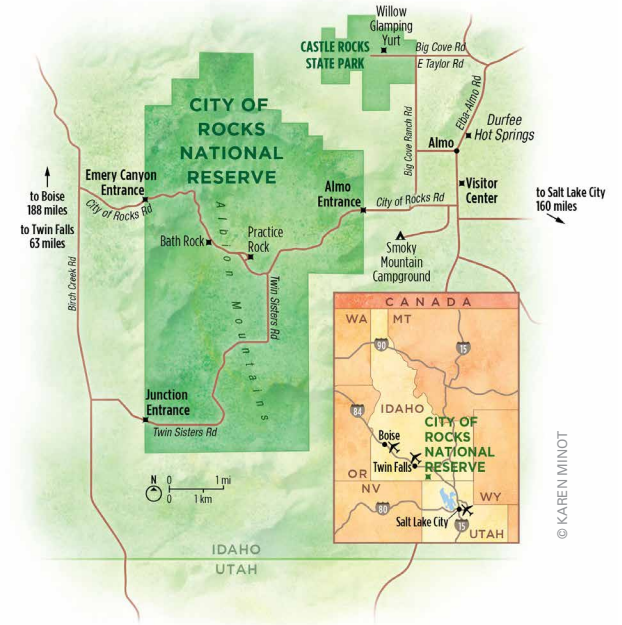 Willow
Glamping
Yurt
CASTLE ROCKS
STATE PARK
Big Cove Rd
E Taylor Rd
CITY OF
ROCKS
NATIONAL
RESERVE
Elba-Almo Rd
Durfee
Hot Springs
Big Cove Ranch Rd
Almo
Emery Canyon
Entrance
Almo
Entrance
Visitor
Center
to Boise
188 miles
to Twin Falls
63 miles
City of Rocks Rd
City of Rocks Rd
to Salt Lake City
160 miles
Albion Mountains
Bath Rock
Practice
Rock
Smoky
Mountain
Campground
Birch Creek Rd
Twin Sisters Rd
Junction
Entrance
Twin Sisters Rd
N
0 1 mi
0 1 km
IDAHO
UTAH
CANADA
WA MT
90
15
84
IDAHO
CITY OF
ROCKS
NATIONAL
RESERVE
Boise
Twin Falls
OR
NV
WY
80
Salt Lake City
15
UTAH
© KAREN MINOT